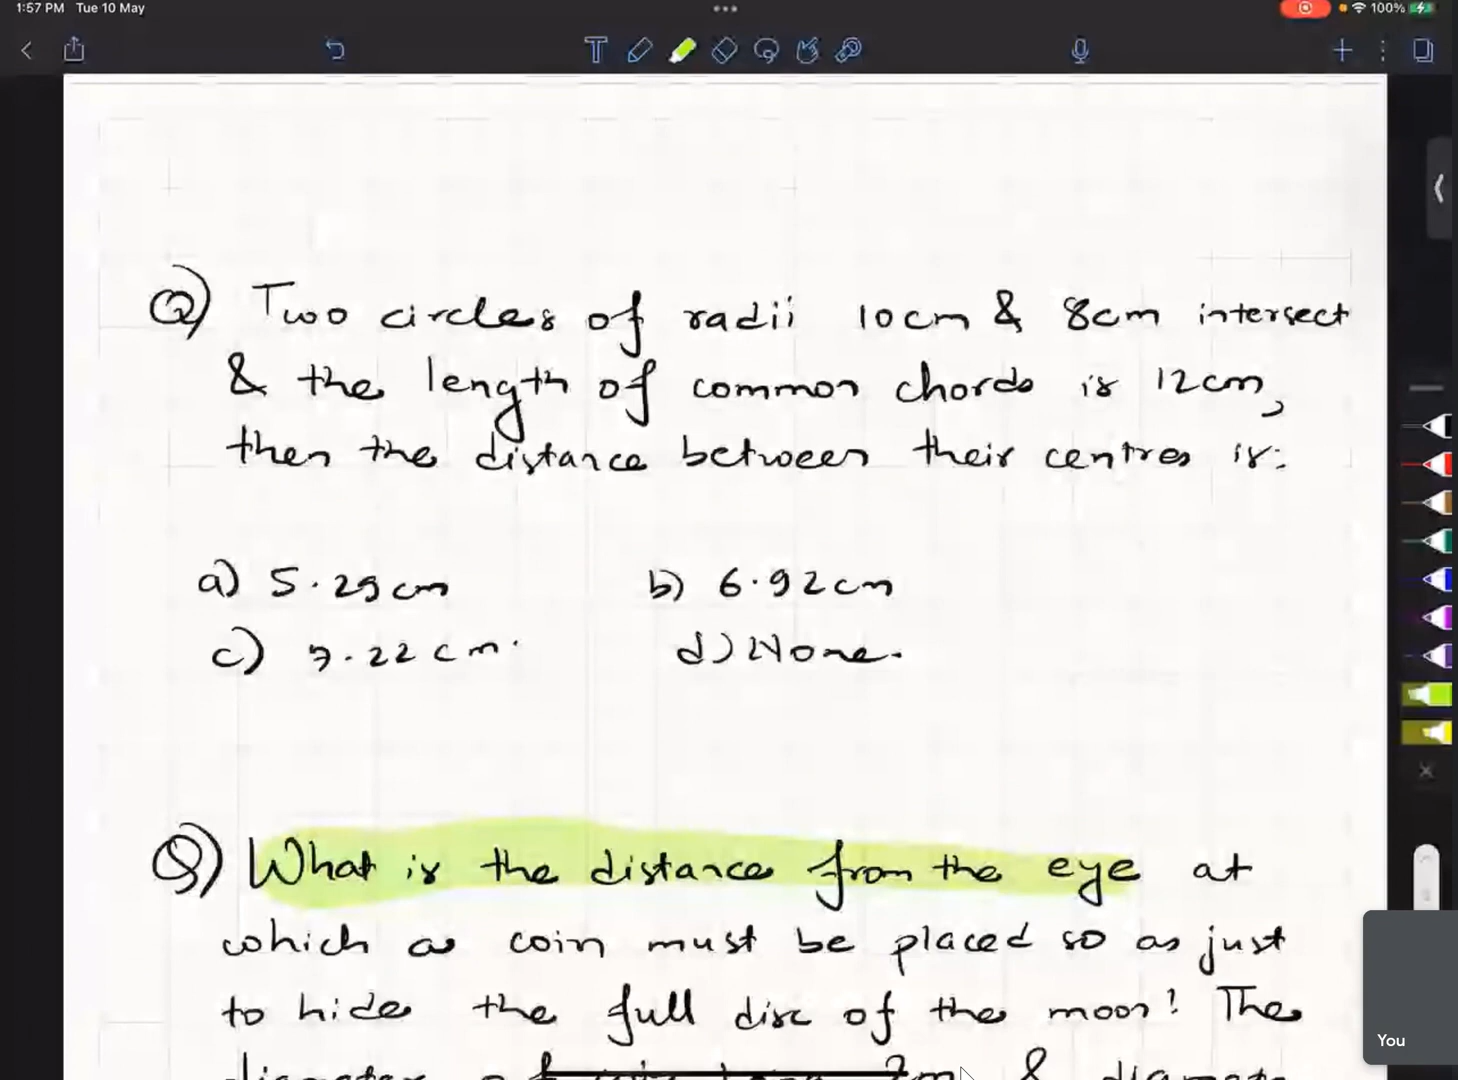 1:57 PM Tue 10 May
100%
Q) Two circles of radii 10cm & 8cm intersect
& the length of common chords is 12cm,
then the distance between their centres is:
a) 5.29cm
b) 6.92cm
c) 7.22 cm.
d) None.
Q) What is the distance from the eye at
which a coin must be placed so as just
to hide the full disc of the moon? The
You